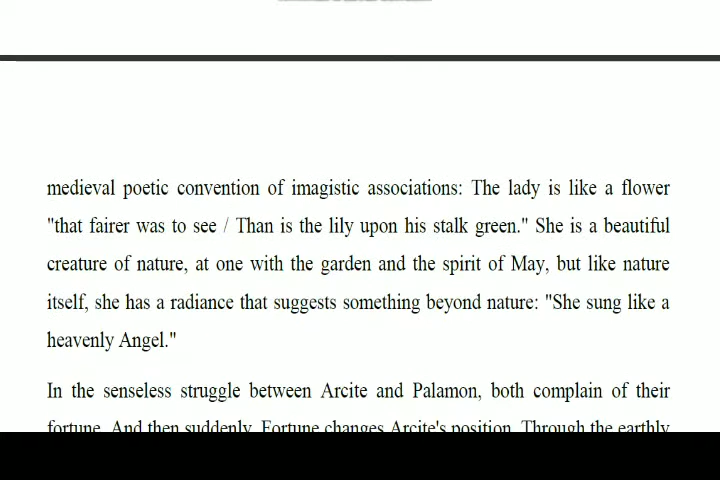 medieval poetic convention of imagistic associations: The lady is like a flower
"that fairer was to see / Than is the lily upon his stalk green." She is a beautiful
creature of nature, at one with the garden and the spirit of May, but like nature
itself, she has a radiance that suggests something beyond nature: "She sung like a
heavenly Angel."
In the senseless struggle between Arcite and Palamon, both complain of their
fortune. And then suddenly, Fortune changes Arcite's position. Through the earthly